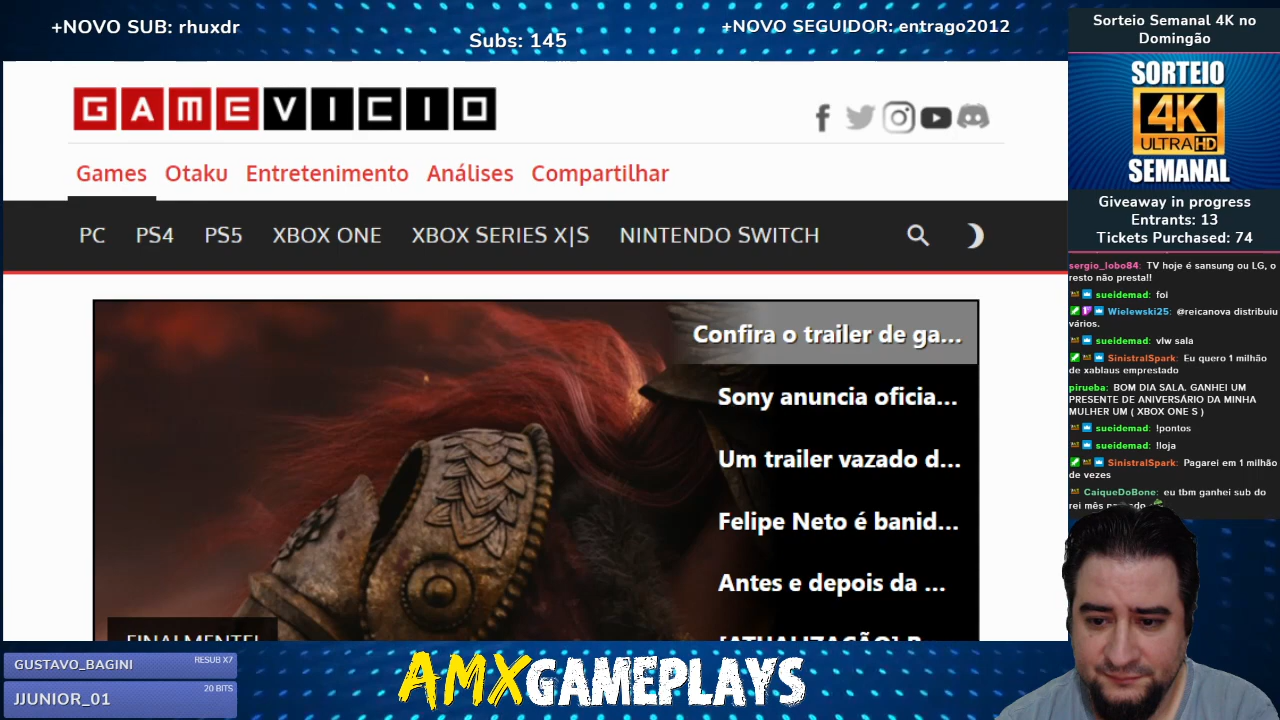 +NOVO SUB: rhuxdr
Subs: 145
+NOVO SEGUIDOR: entrago2012
Sorteio Semanal 4K no
Domingão
SORTEIO
4K
ULTRA HD
SEMANAL
Giveaway in progress
Entrants: 13
Tickets Purchased: 74
GAMEVICIO
Games Otaku Entretenimento Análises Compartilhar
PC PS4 PS5 XBOX ONE XBOX SERIES X|S NINTENDO SWITCH
Confira o trailer de ga...
Sony anuncia oficia...
Um trailer vazado d...
Felipe Neto é banid...
Antes e depois da ...
[ATUALIZAÇÃO]
FINALMENTE!
sergio_lobo84: TV hoje é sansung ou LG, o
resto não presta!!
sueidemad: foi
Wielewski25: @reicanova distribuiu
vários.
sueidemad: vlw sala
SinistralSpark: Eu quero 1 milhão
de xablaus emprestado
pirueba: BOM DIA SALA. GANHEI UM
PRESENTE DE ANIVERSÁRIO DA MINHA
MULHER UM ( XBOX ONE S )
sueidemad: !pontos
sueidemad: !loja
SinistralSpark: Pagarei em 1 milhão
de vezes
CaiqueDoBone: eu tbm ganhei sub do
rei mês
GUSTAVO_BAGINI RESUB X7
JJUNIOR_01 20 BITS
AMXGAMEPLAYS